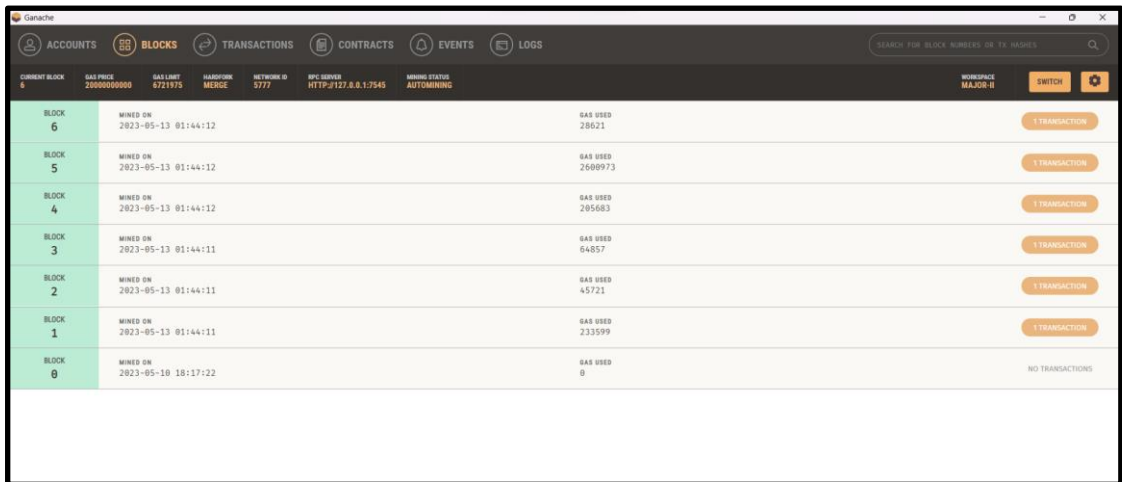 Ganache
ACCOUNTS BLOCKS TRANSACTIONS CONTRACTS EVENTS LOGS SEARCH FOR BLOCK NUMBERS OR TX HASHES
CURRENT BLOCK GAS PRICE GAS LIMIT HARDFORK NETWORK ID RPC SERVER MINING STATUS WORKSPACE SWITCH
6 20000000000 6721975 MERGE 5777 HTTP://127.0.0.1:7545 AUTOMINING MAJOR-II
BLOCK MINED ON GAS USED 1 TRANSACTION
6 2023-05-13 01:44:12 28621
BLOCK MINED ON GAS USED 1 TRANSACTION
5 2023-05-13 01:44:12 2600973
BLOCK MINED ON GAS USED 1 TRANSACTION
4 2023-05-13 01:44:12 205683
BLOCK MINED ON GAS USED 1 TRANSACTION
3 2023-05-13 01:44:11 64857
BLOCK MINED ON GAS USED 1 TRANSACTION
2 2023-05-13 01:44:11 45721
BLOCK MINED ON GAS USED 1 TRANSACTION
1 2023-05-13 01:44:11 233599
BLOCK MINED ON GAS USED NO TRANSACTIONS
0 2023-05-10 18:17:22 0